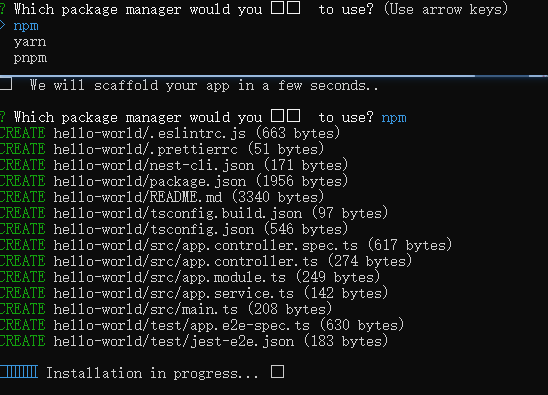 ? Which package manager would you □□ to use? (Use arrow keys)
> npm
yarn
pnpm
□ We will scaffold your app in a few seconds..
? Which package manager would you □□ to use? npm
CREATE hello-world/.eslintrc.js (663 bytes)
CREATE hello-world/.prettierrc (51 bytes)
CREATE hello-world/nest-cli.json (171 bytes)
CREATE hello-world/package.json (1956 bytes)
CREATE hello-world/README.md (3340 bytes)
CREATE hello-world/tsconfig.build.json (97 bytes)
CREATE hello-world/tsconfig.json (546 bytes)
CREATE hello-world/src/app.controller.spec.ts (617 bytes)
CREATE hello-world/src/app.controller.ts (274 bytes)
CREATE hello-world/src/app.module.ts (249 bytes)
CREATE hello-world/src/app.service.ts (142 bytes)
CREATE hello-world/src/main.ts (208 bytes)
CREATE hello-world/test/app.e2e-spec.ts (630 bytes)
CREATE hello-world/test/jest-e2e.json (183 bytes)
□□□□□ Installation in progress... □